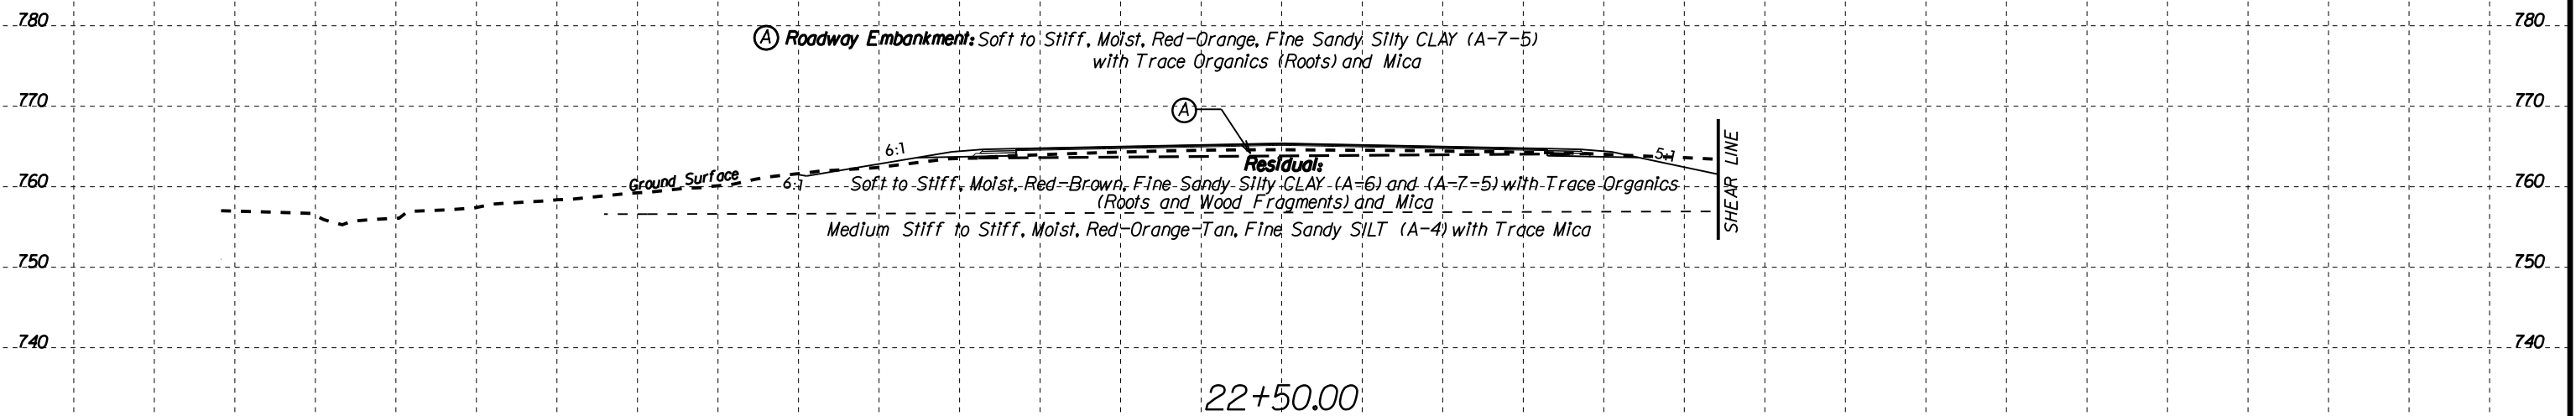 780 780
Ⓐ Roadway Embankment: Soft to Stiff, Moist, Red-Orange, Fine Sandy Silty CLAY (A-7-5)
with Trace Organics (Roots) and Mica
770 770
A
6:1
5:1
SHEAR LINE
Residual:
Ground Surface
6:1
760 760
Soft to Stiff, Moist, Red-Brown, Fine Sandy Silty CLAY (A-6) and (A-7-5) with Trace Organics
(Roots and Wood Fragments) and Mica
Medium Stiff to Stiff, Moist, Red-Orange-Tan, Fine Sandy SILT (A-4) with Trace Mica
750 750
740 740
22+50.00